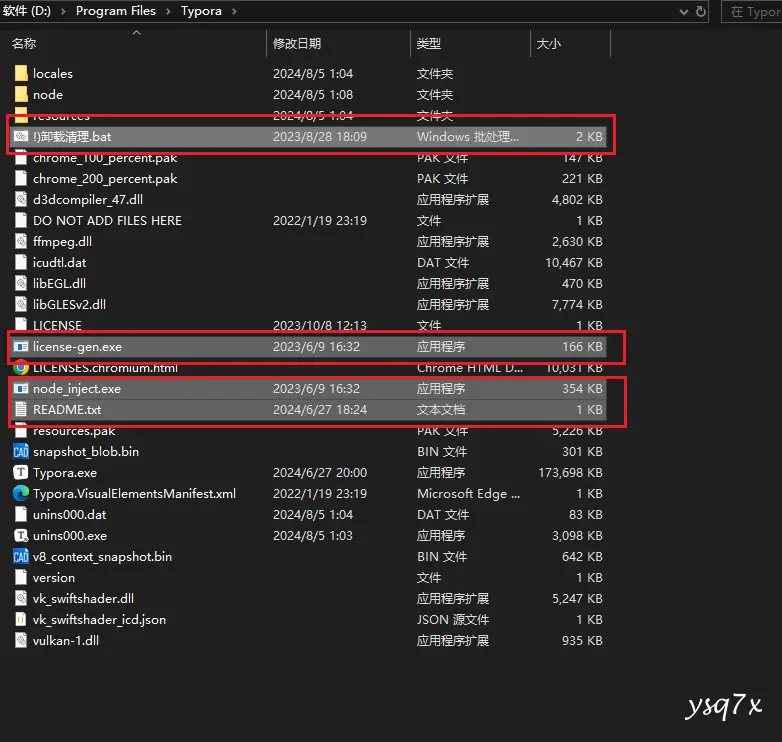 软件 (D:) > Program Files > Typora >
在 Typor
名称 修改日期 类型 大小
locales 2024/8/5 1:04 文件夹
node 2024/8/5 1:08 文件夹
resources 2024/8/5 1:04 文件夹
!)卸载清理.bat 2023/8/28 18:09 Windows 批处理... 2 KB
chrome_100_percent.pak PAK 文件 147 KB
chrome_200_percent.pak PAK 文件 221 KB
d3dcompiler_47.dll 应用程序扩展 4,802 KB
DO NOT ADD FILES HERE 2022/1/19 23:19 文件 1 KB
ffmpeg.dll 应用程序扩展 2,630 KB
icudtl.dat DAT 文件 10,467 KB
libEGL.dll 应用程序扩展 470 KB
libGLESv2.dll 应用程序扩展 7,774 KB
LICENSE 2023/10/8 12:13 文件 1 KB
license-gen.exe 2023/6/9 16:32 应用程序 166 KB
LICENSES.chromium.html Chrome HTML D... 10,031 KB
node_inject.exe 2023/6/9 16:32 应用程序 354 KB
README.txt 2024/6/27 18:24 文本文档 1 KB
resources.pak PAK 文件 5,226 KB
CAD snapshot_blob.bin BIN 文件 301 KB
T Typora.exe 2024/6/27 20:00 应用程序 173,698 KB
Typora.VisualElementsManifest.xml 2022/1/19 23:19 Microsoft Edge ... 1 KB
unins000.dat 2024/8/5 1:04 DAT 文件 83 KB
T unins000.exe 2024/8/5 1:03 应用程序 3,098 KB
CAD v8_context_snapshot.bin BIN 文件 642 KB
version 文件 1 KB
vk_swiftshader.dll 应用程序扩展 5,247 KB
vk_swiftshader_icd.json JSON 源文件 1 KB
vulkan-1.dll 应用程序扩展 935 KB
ysq7x